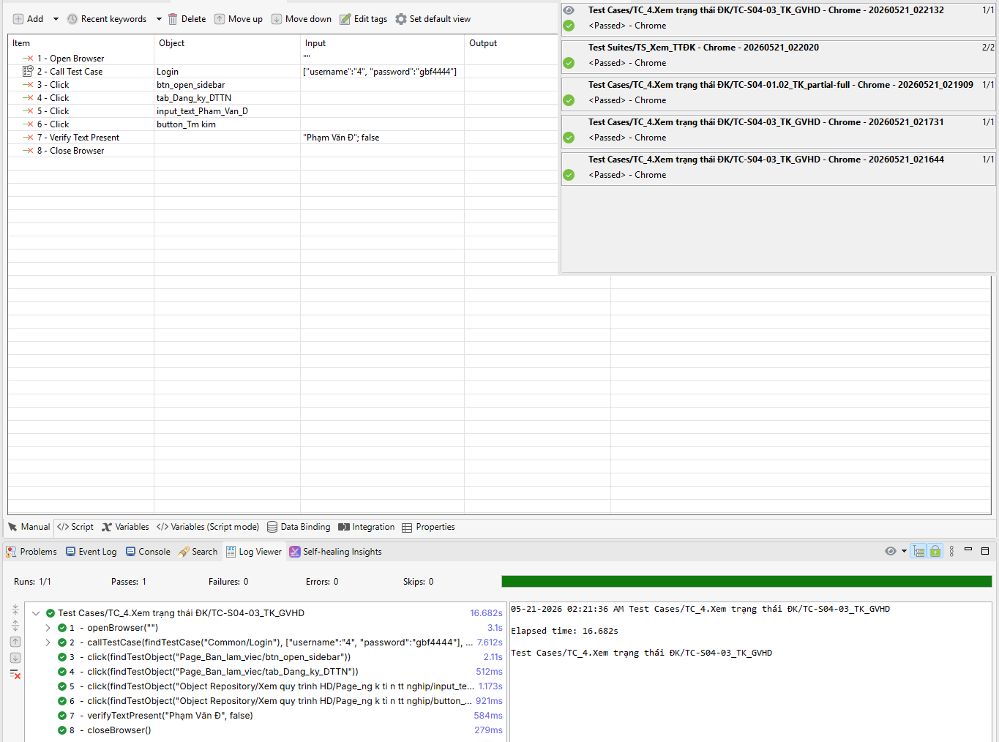 Add Recent keywords Delete Move up Move down Edit tags Set default view
Item Object Input Output
1 - Open Browser ""
2 - Call Test Case Login ["username":"4", "password":"gbf4444"]
3 - Click btn_open_sidebar
4 - Click tab_Dang_ky_DTTN
5 - Click input_text_Pham_Van_D
6 - Click button_Tm kim
7 - Verify Text Present "Phạm Văn Đ"; false
8 - Close Browser
Test Cases/TC_4.Xem trạng thái ĐK/TC-S04-03_TK_GVHD - Chrome - 20260521_022132 1/1
<Passed> - Chrome
Test Suites/TS_Xem_TTĐK - Chrome - 20260521_022020 2/2
<Passed> - Chrome
Test Cases/TC_4.Xem trạng thái ĐK/TC-S04-01.02_TK_partial-full - Chrome - 20260521_021909 1/1
<Passed> - Chrome
Test Cases/TC_4.Xem trạng thái ĐK/TC-S04-03_TK_GVHD - Chrome - 20260521_021731 1/1
<Passed> - Chrome
Test Cases/TC_4.Xem trạng thái ĐK/TC-S04-03_TK_GVHD - Chrome - 20260521_021644 1/1
<Passed> - Chrome
Manual </> Script Variables </> Variables (Script mode) Data Binding Integration Properties
Problems Event Log Console Search Log Viewer Self-healing Insights
Runs: 1/1 Passes: 1 Failures: 0 Errors: 0 Skips: 0
Test Cases/TC_4.Xem trạng thái ĐK/TC-S04-03_TK_GVHD 16.682s
1 - openBrowser("") 3.1s
2 - callTestCase(findTestCase("Common/Login"), ["username":"4", "password":"gbf4444"], ... 7.612s
3 - click(findTestObject("Page_Ban_lam_viec/btn_open_sidebar")) 2.11s
4 - click(findTestObject("Page_Ban_lam_viec/tab_Dang_ky_DTTN")) 512ms
5 - click(findTestObject("Object Repository/Xem quy trình HD/Page_ng k ti n tt nghip/input_te... 1.173s
6 - click(findTestObject("Object Repository/Xem quy trình HD/Page_ng k ti n tt nghip/button_... 921ms
7 - verifyTextPresent("Phạm Văn Đ", false) 584ms
8 - closeBrowser() 279ms
05-21-2026 02:21:36 AM Test Cases/TC_4.Xem trạng thái ĐK/TC-S04-03_TK_GVHD
Elapsed time: 16.682s
Test Cases/TC_4.Xem trạng thái ĐK/TC-S04-03_TK_GVHD